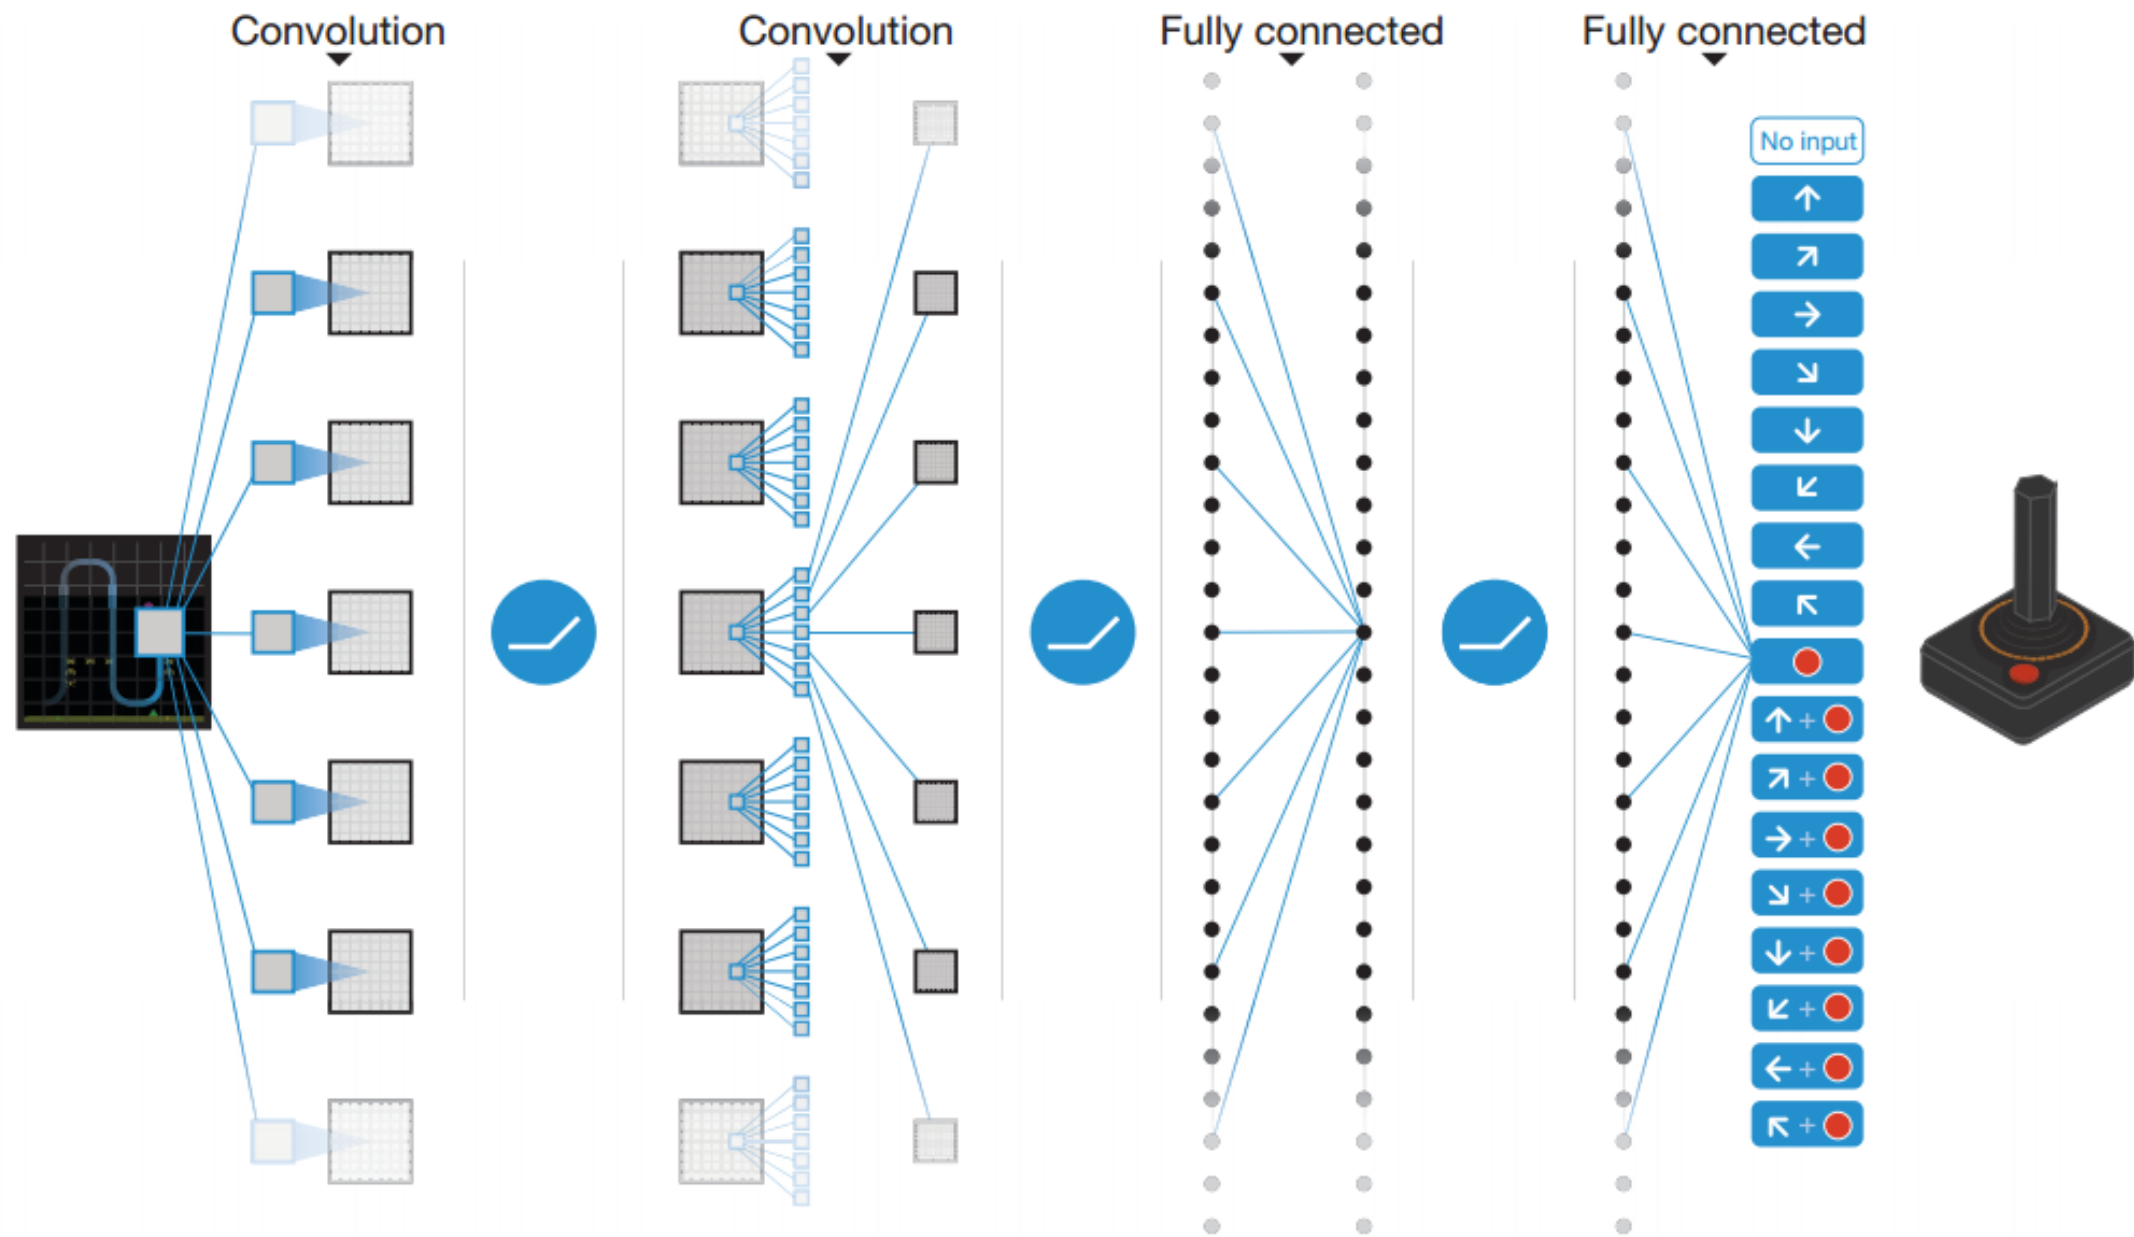 Convolution
Convolution
Fully connected
Fully connected
No input
+
+
+
+
+
+
+
+